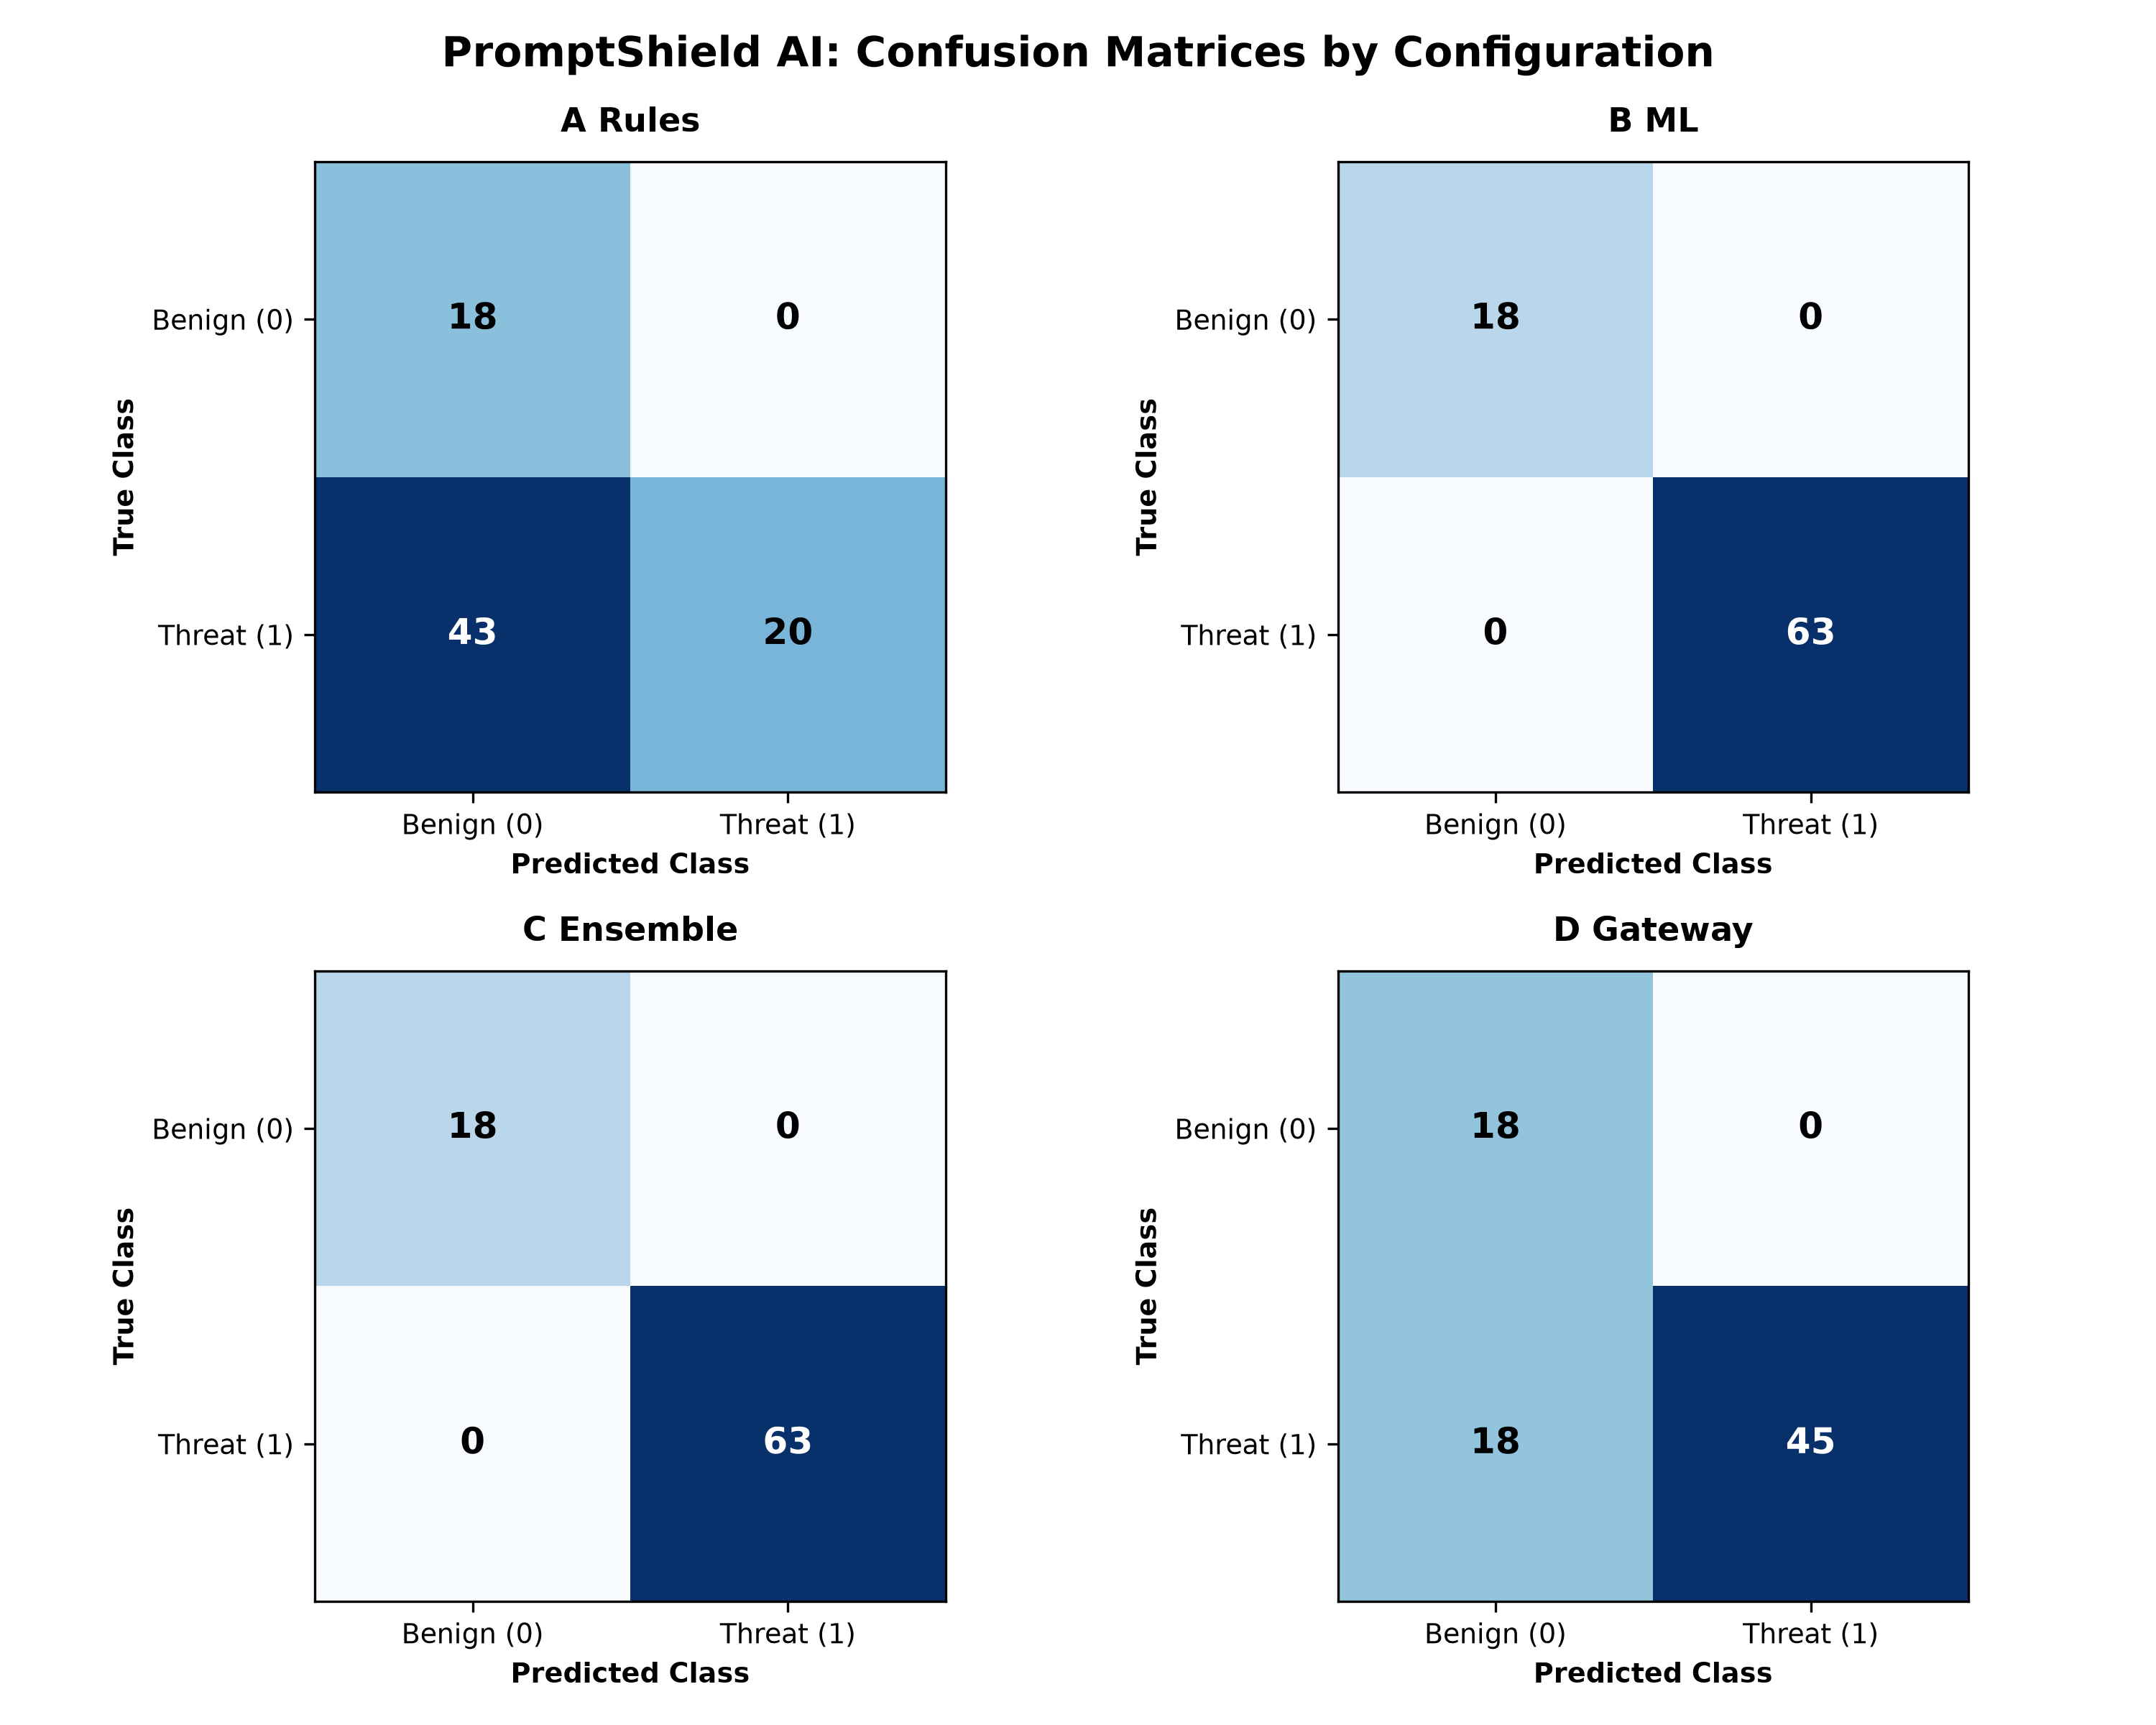 PromptShield AI: Confusion Matrices by Configuration
A Rules
True Class
Benign (0)
18
0
Threat (1)
43
20
Benign (0)
Threat (1)
Predicted Class
B ML
True Class
Benign (0)
18
0
Threat (1)
0
63
Benign (0)
Threat (1)
Predicted Class
C Ensemble
True Class
Benign (0)
18
0
Threat (1)
0
63
Benign (0)
Threat (1)
Predicted Class
D Gateway
True Class
Benign (0)
18
0
Threat (1)
18
45
Benign (0)
Threat (1)
Predicted Class